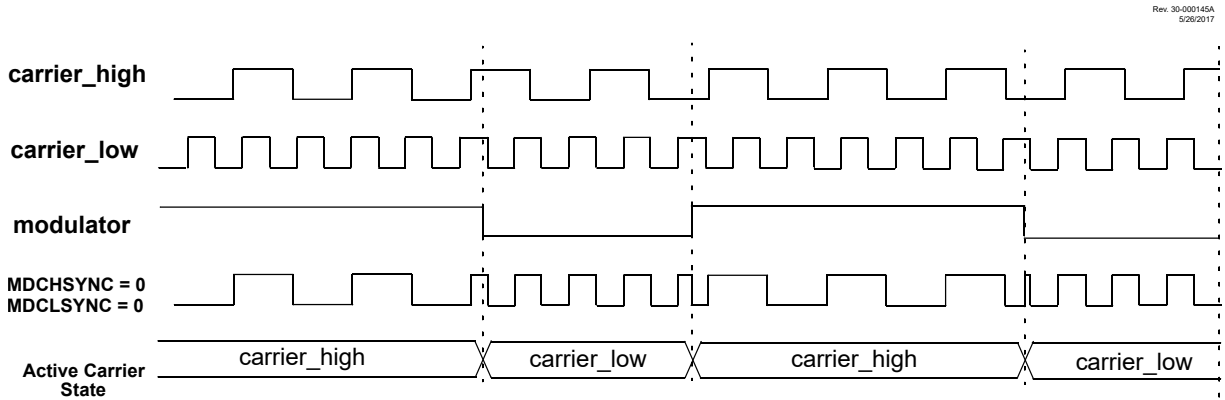 Rev. 30-000145A
5/26/2017
carrier_high
carrier_low
modulator
MDCHSYNC = 0
MDCLSYNC = 0
Active Carrier
State
carrier_high
carrier_low
carrier_high
carrier_low